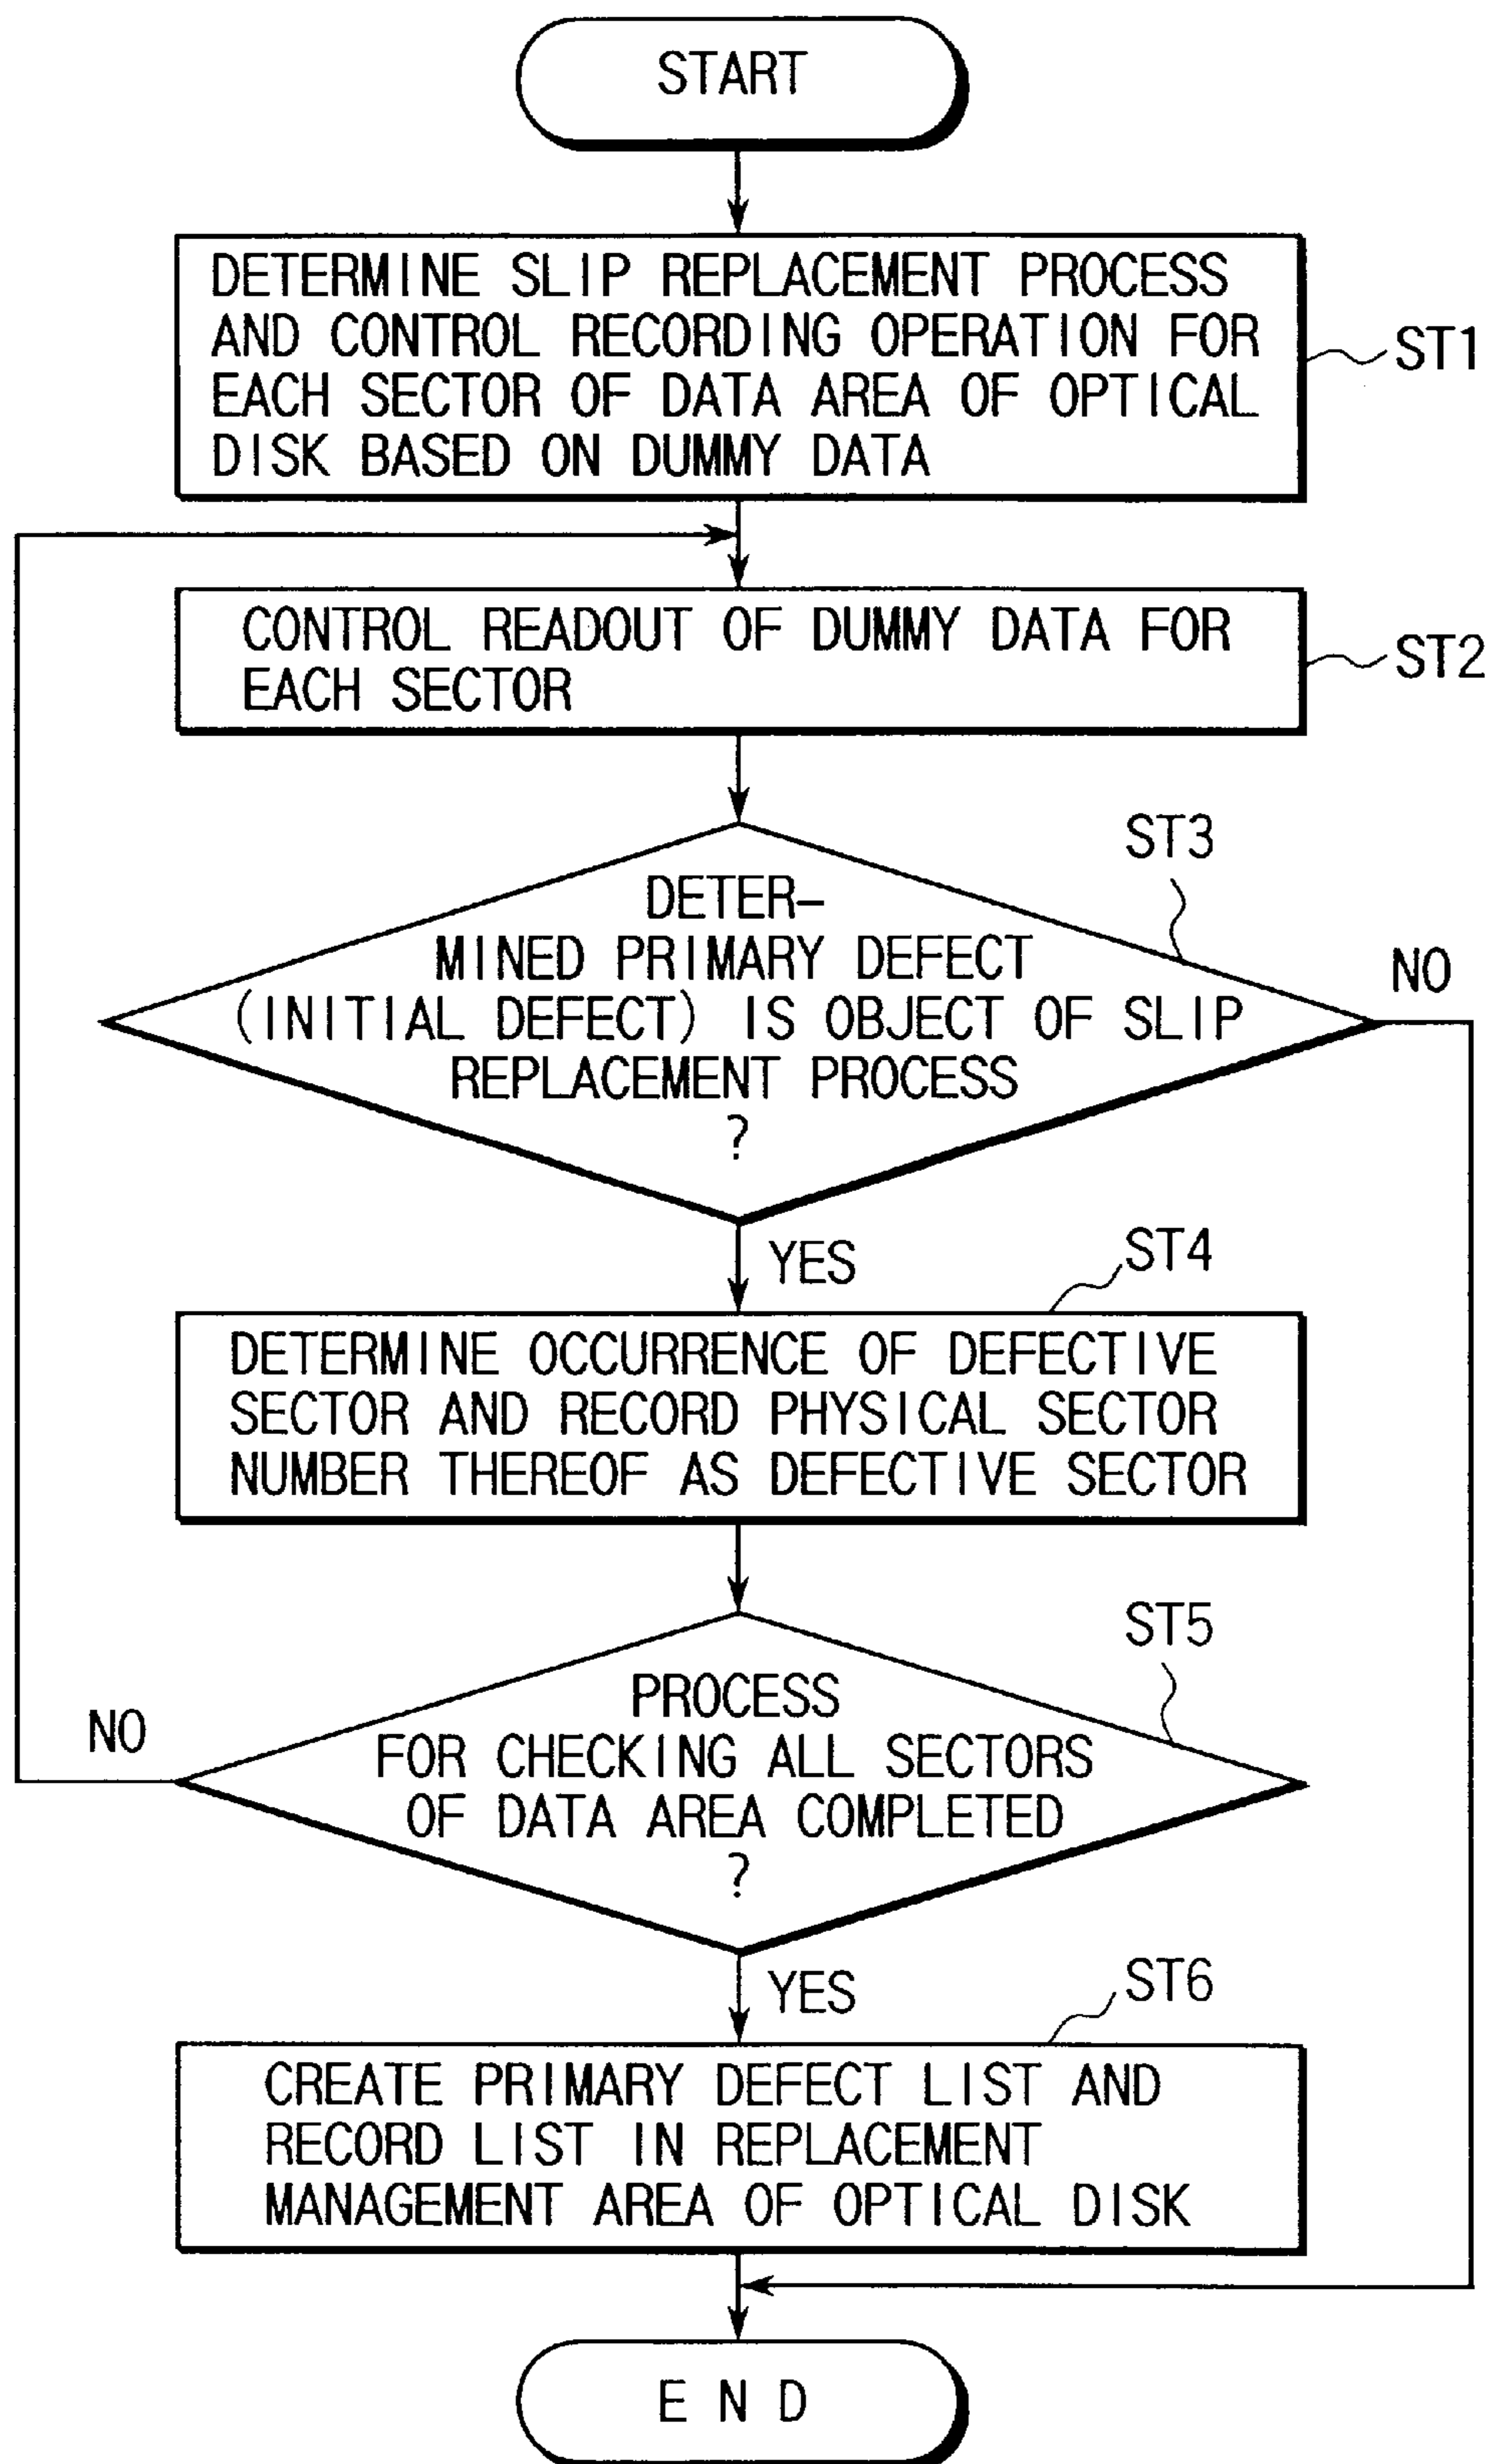 START
DETERMINE SLIP REPLACEMENT PROCESS
AND CONTROL RECORDING OPERATION FOR
EACH SECTOR OF DATA AREA OF OPTICAL
DISK BASED ON DUMMY DATA
ST1
CONTROL READOUT OF DUMMY DATA FOR
EACH SECTOR
ST2
ST3
DETER-
MINED PRIMARY DEFECT
(INITIAL DEFECT) IS OBJECT OF SLIP
REPLACEMENT PROCESS
?
NO
YES
ST4
DETERMINE OCCURRENCE OF DEFECTIVE
SECTOR AND RECORD PHYSICAL SECTOR
NUMBER THEREOF AS DEFECTIVE SECTOR
ST5
PROCESS
FOR CHECKING ALL SECTORS
OF DATA AREA COMPLETED
?
NO
YES
ST6
CREATE PRIMARY DEFECT LIST AND
RECORD LIST IN REPLACEMENT
MANAGEMENT AREA OF OPTICAL DISK
END